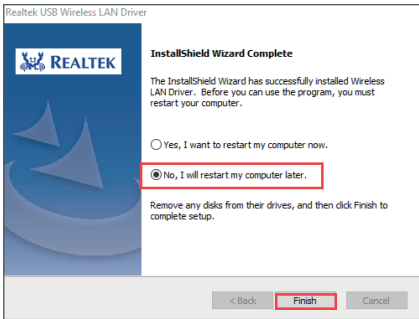 Realtek USB Wireless LAN Driver
REALTEK
InstallShield Wizard Complete
The InstallShield Wizard has successfully installed Wireless
LAN Driver. Before you can use the program, you must
restart your computer.
Yes, I want to restart my computer now.
No, I will restart my computer later.
Remove any disks from their drives, and then click Finish to
complete setup.
< Back Finish Cancel